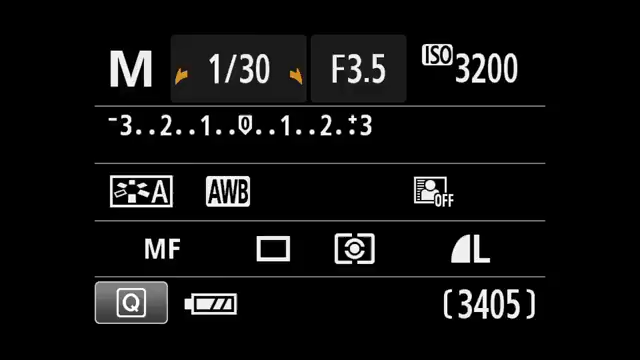 M 1/30 F3.5 ISO 3200
-3..2..1..0..1..2.:+3
A AWB OFF
MF L
Q (3405)